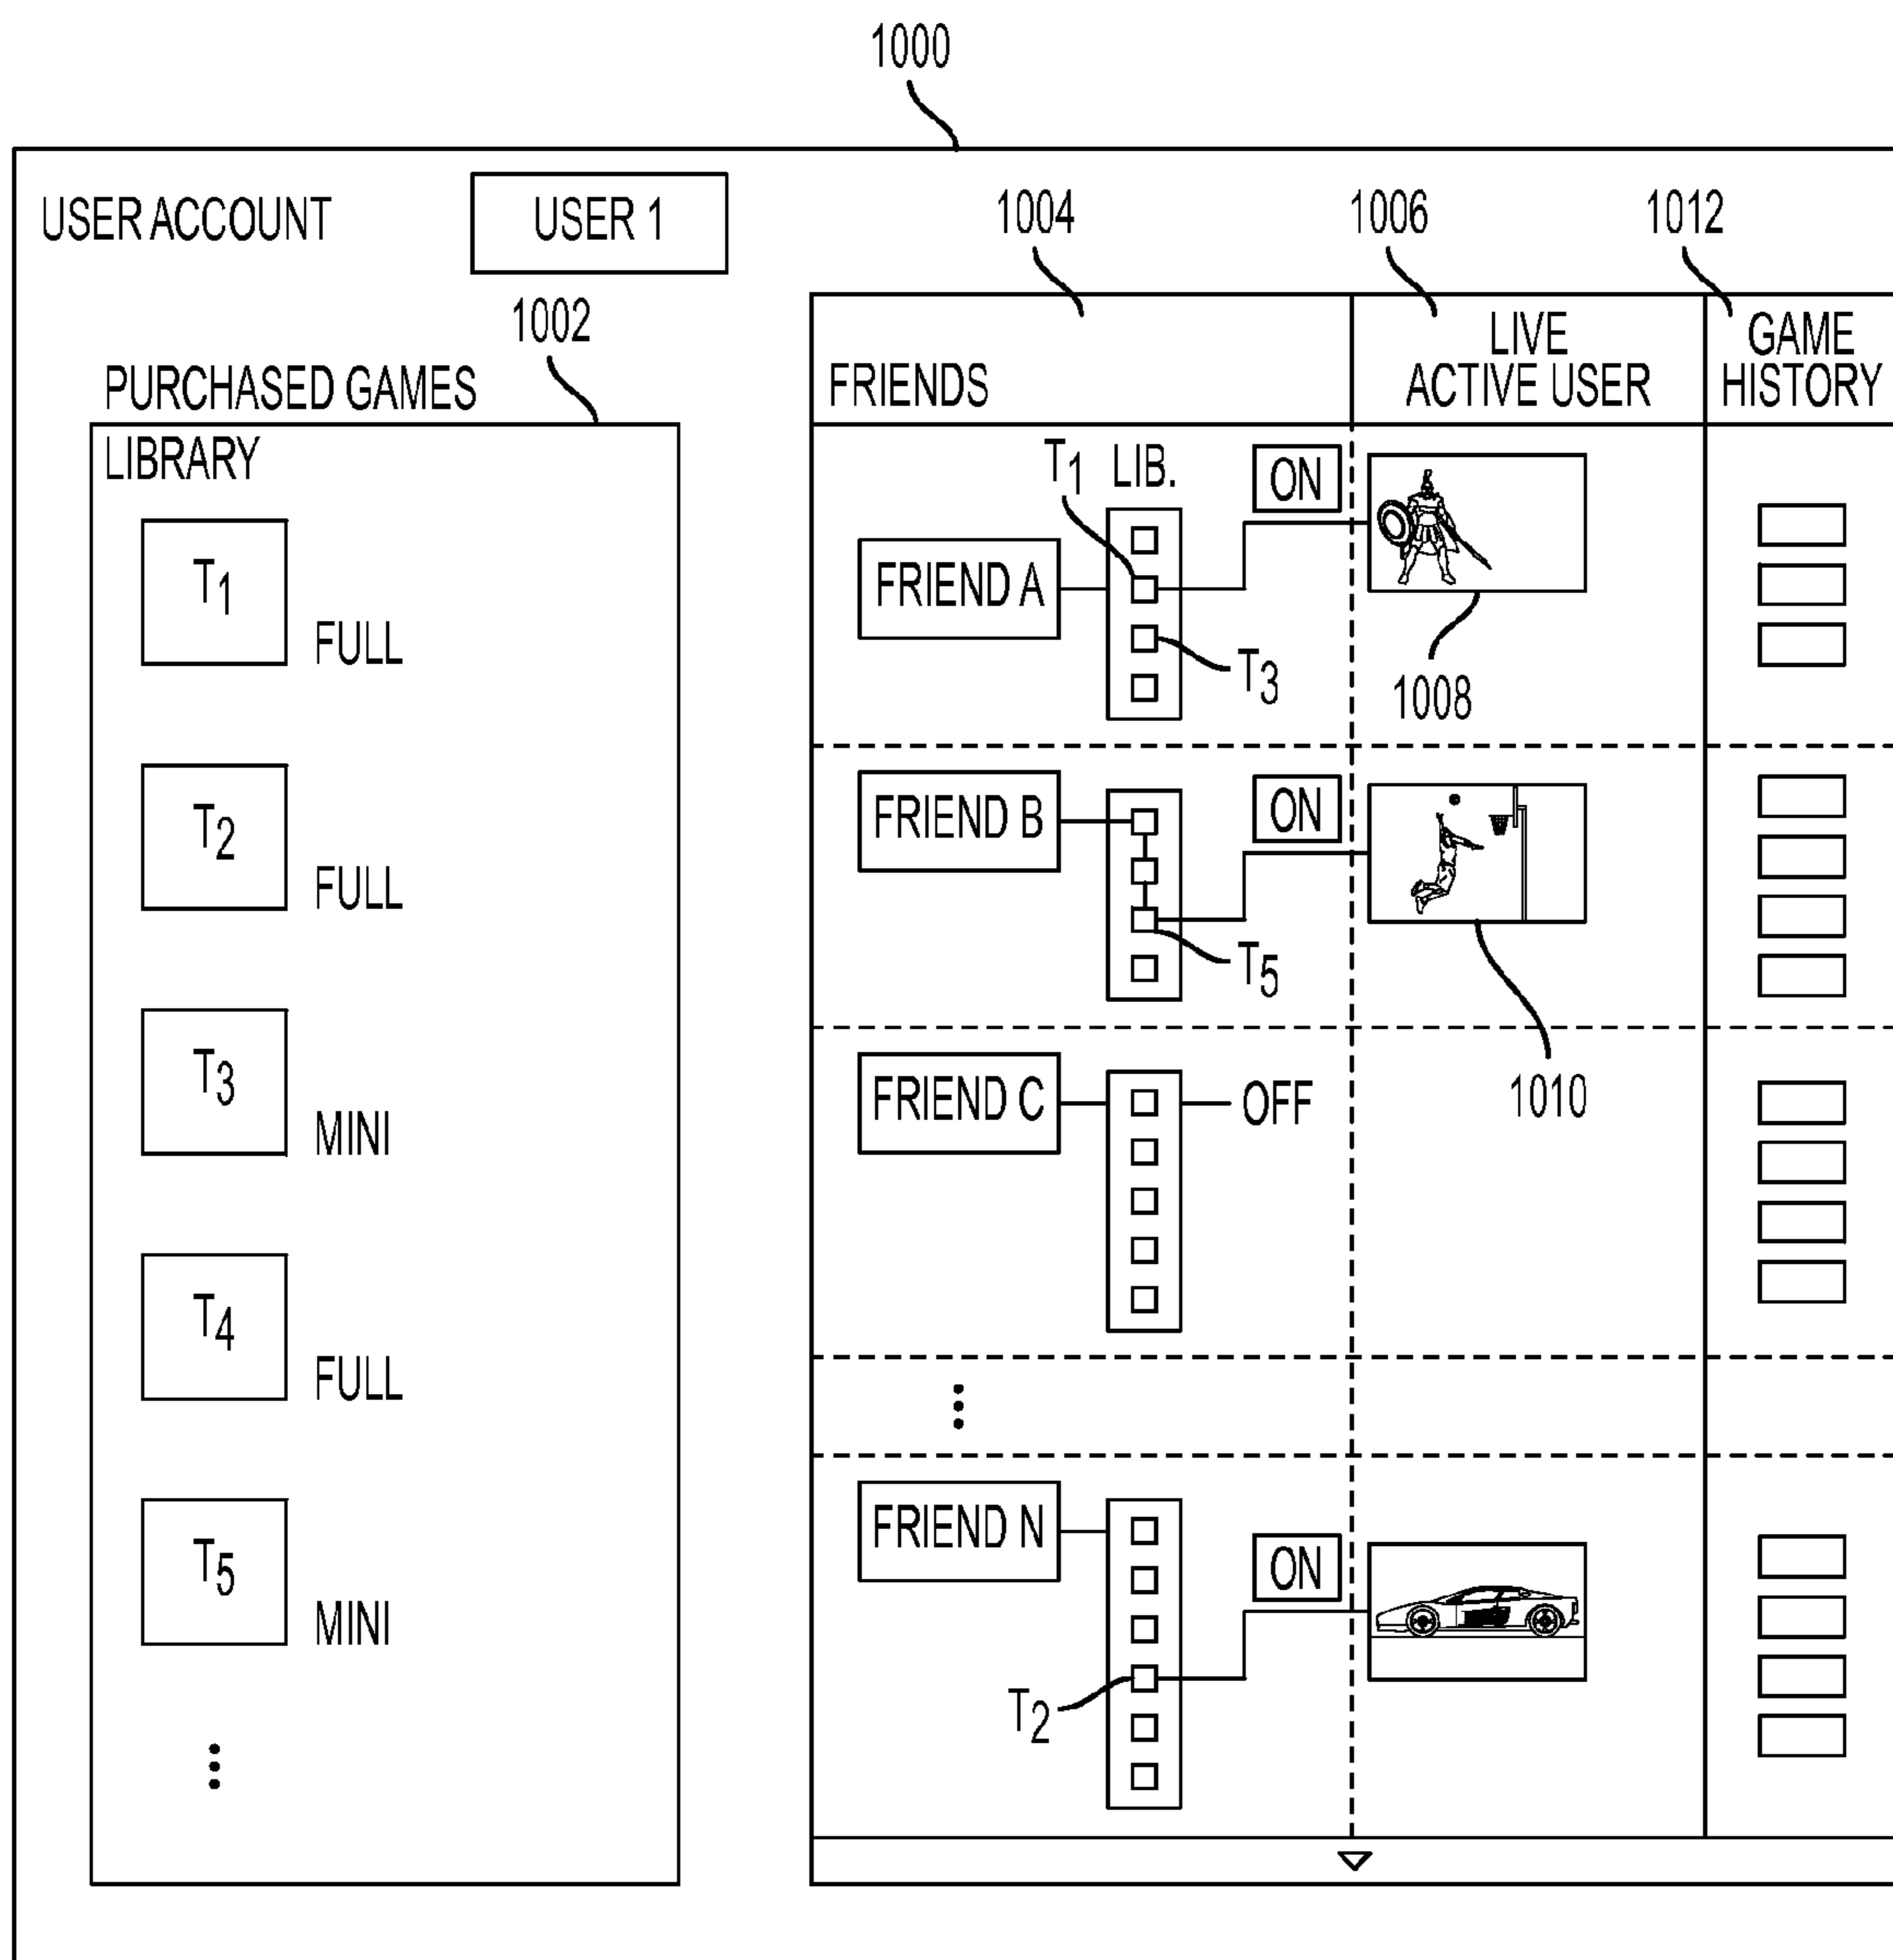 1000
USER ACCOUNT
USER 1
1004
1006
1012
1002
PURCHASED GAMES
LIBRARY
T1
FULL
T2
FULL
T3
MINI
T4
FULL
T5
MINI
FRIENDS
LIVE
ACTIVE USER
GAME
HISTORY
T1
LIB.
ON
FRIEND A
T3
1008
FRIEND B
ON
T5
1010
FRIEND C
OFF
FRIEND N
ON
T2